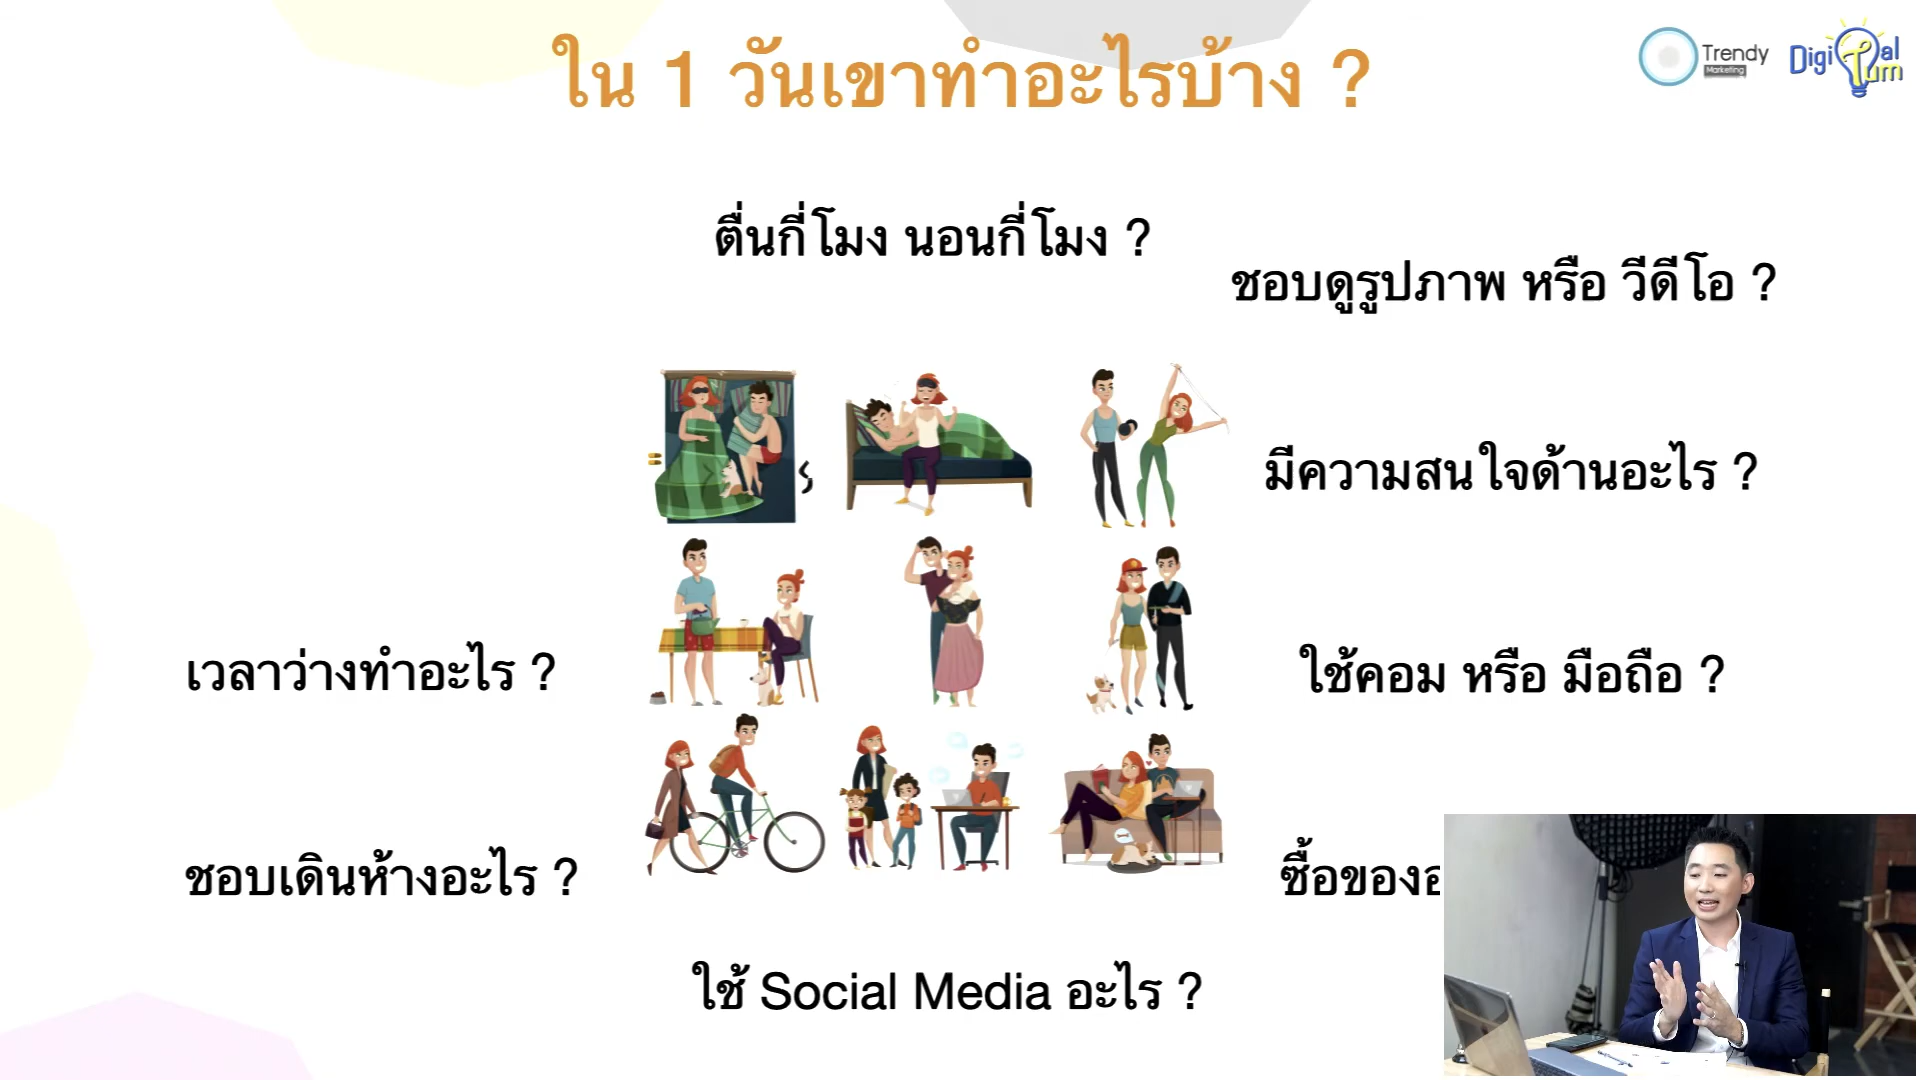 ใน 1 วันเขาทำอะไรบ้าง ?
Trendy
Marketing
Digital
Tum
ตื่นกี่โมง นอนกี่โมง ?
ชอบดูรูปภาพ หรือ วีดีโอ ?
มีความสนใจด้านอะไร ?
เวลาว่างทำอะไร ?
ใช้คอม หรือ มือถือ ?
ชอบเดินห้างอะไร ?
ซื้อของ
ใช้ Social Media อะไร ?